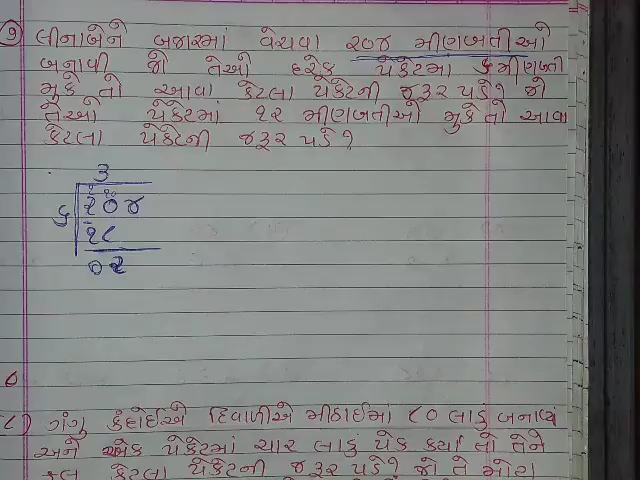 ૭) લીનાબેને બજારમાં વેચવા ૨૦૪ મીણબતીઓ
બનાવી જો તેઓ દરેક પેકેટમા ૬ મીણબતી
મુકે તો આવા કેટલા પેકેટની જરૂર પડે? જો
તેઓ પેકેટમાં ૧૨ મીણબતીઓ મુકે તો આવા
કેટલા પેકેટની જરૂર પડે?
૩
૬ ૨૦૪
૧૮
૦૨
૮) ગંગુ કંદોઈએ દિવાળીએ મીઠાઈમાં ૮૦ લાડું બનાવ્યા
અને એક પેકેટમાં ચાર લાડું પેક કર્યા તો તેને
કુલ કેટલા પેકેટની જરૂર પડે? જો તે મોટા